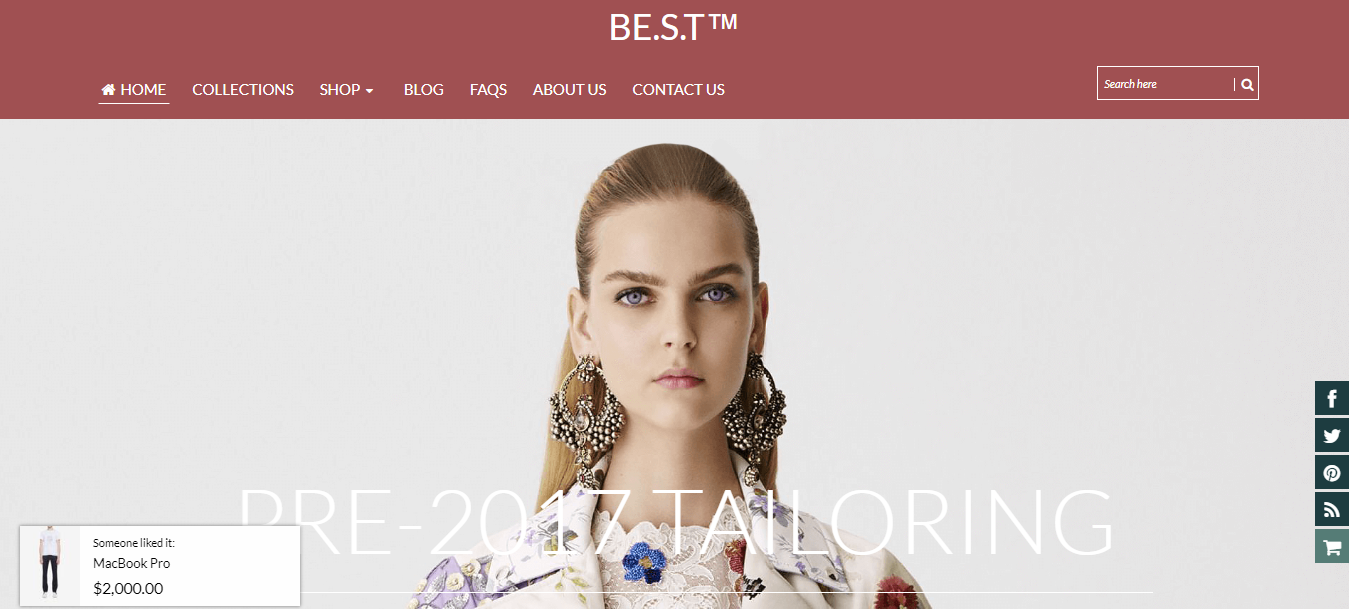 BE.S.T™
HOME COLLECTIONS SHOP BLOG FAQS ABOUT US CONTACT US
Search here
PRE-2017 TAILORING
Someone liked it:
MacBook Pro
$2,000.00